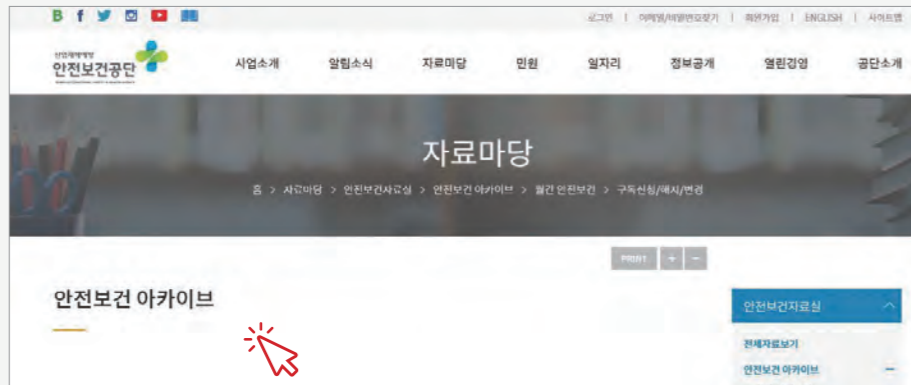 로그인 | 이메일/비밀번호찾기 | 회원가입 | ENGLISH | 사이트맵
산업재해예방
안전보건공단
사업소개 알림소식 자료마당 민원 일자리 정보공개 열린경영 공단소개
자료마당
홈 > 자료마당 > 안전보건자료실 > 안전보건 아카이브 > 월간 안전보건 > 구독신청/해지/변경
PRINT + -
안전보건 아카이브
안전보건자료실
전체자료보기
안전보건 아카이브